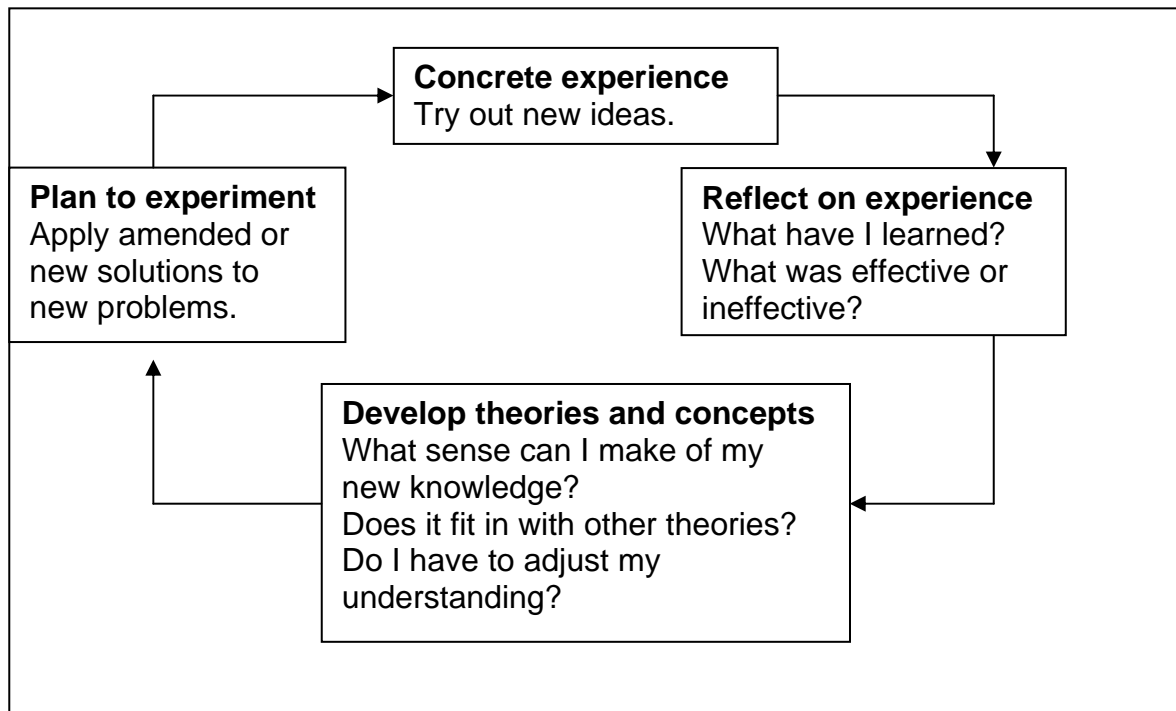 Concrete experience
Try out new ideas.
Plan to experiment
Apply amended or
new solutions to
new problems.
Reflect on experience
What have I learned?
What was effective or
ineffective?
Develop theories and concepts
What sense can I make of my
new knowledge?
Does it fit in with other theories?
Do I have to adjust my
understanding?